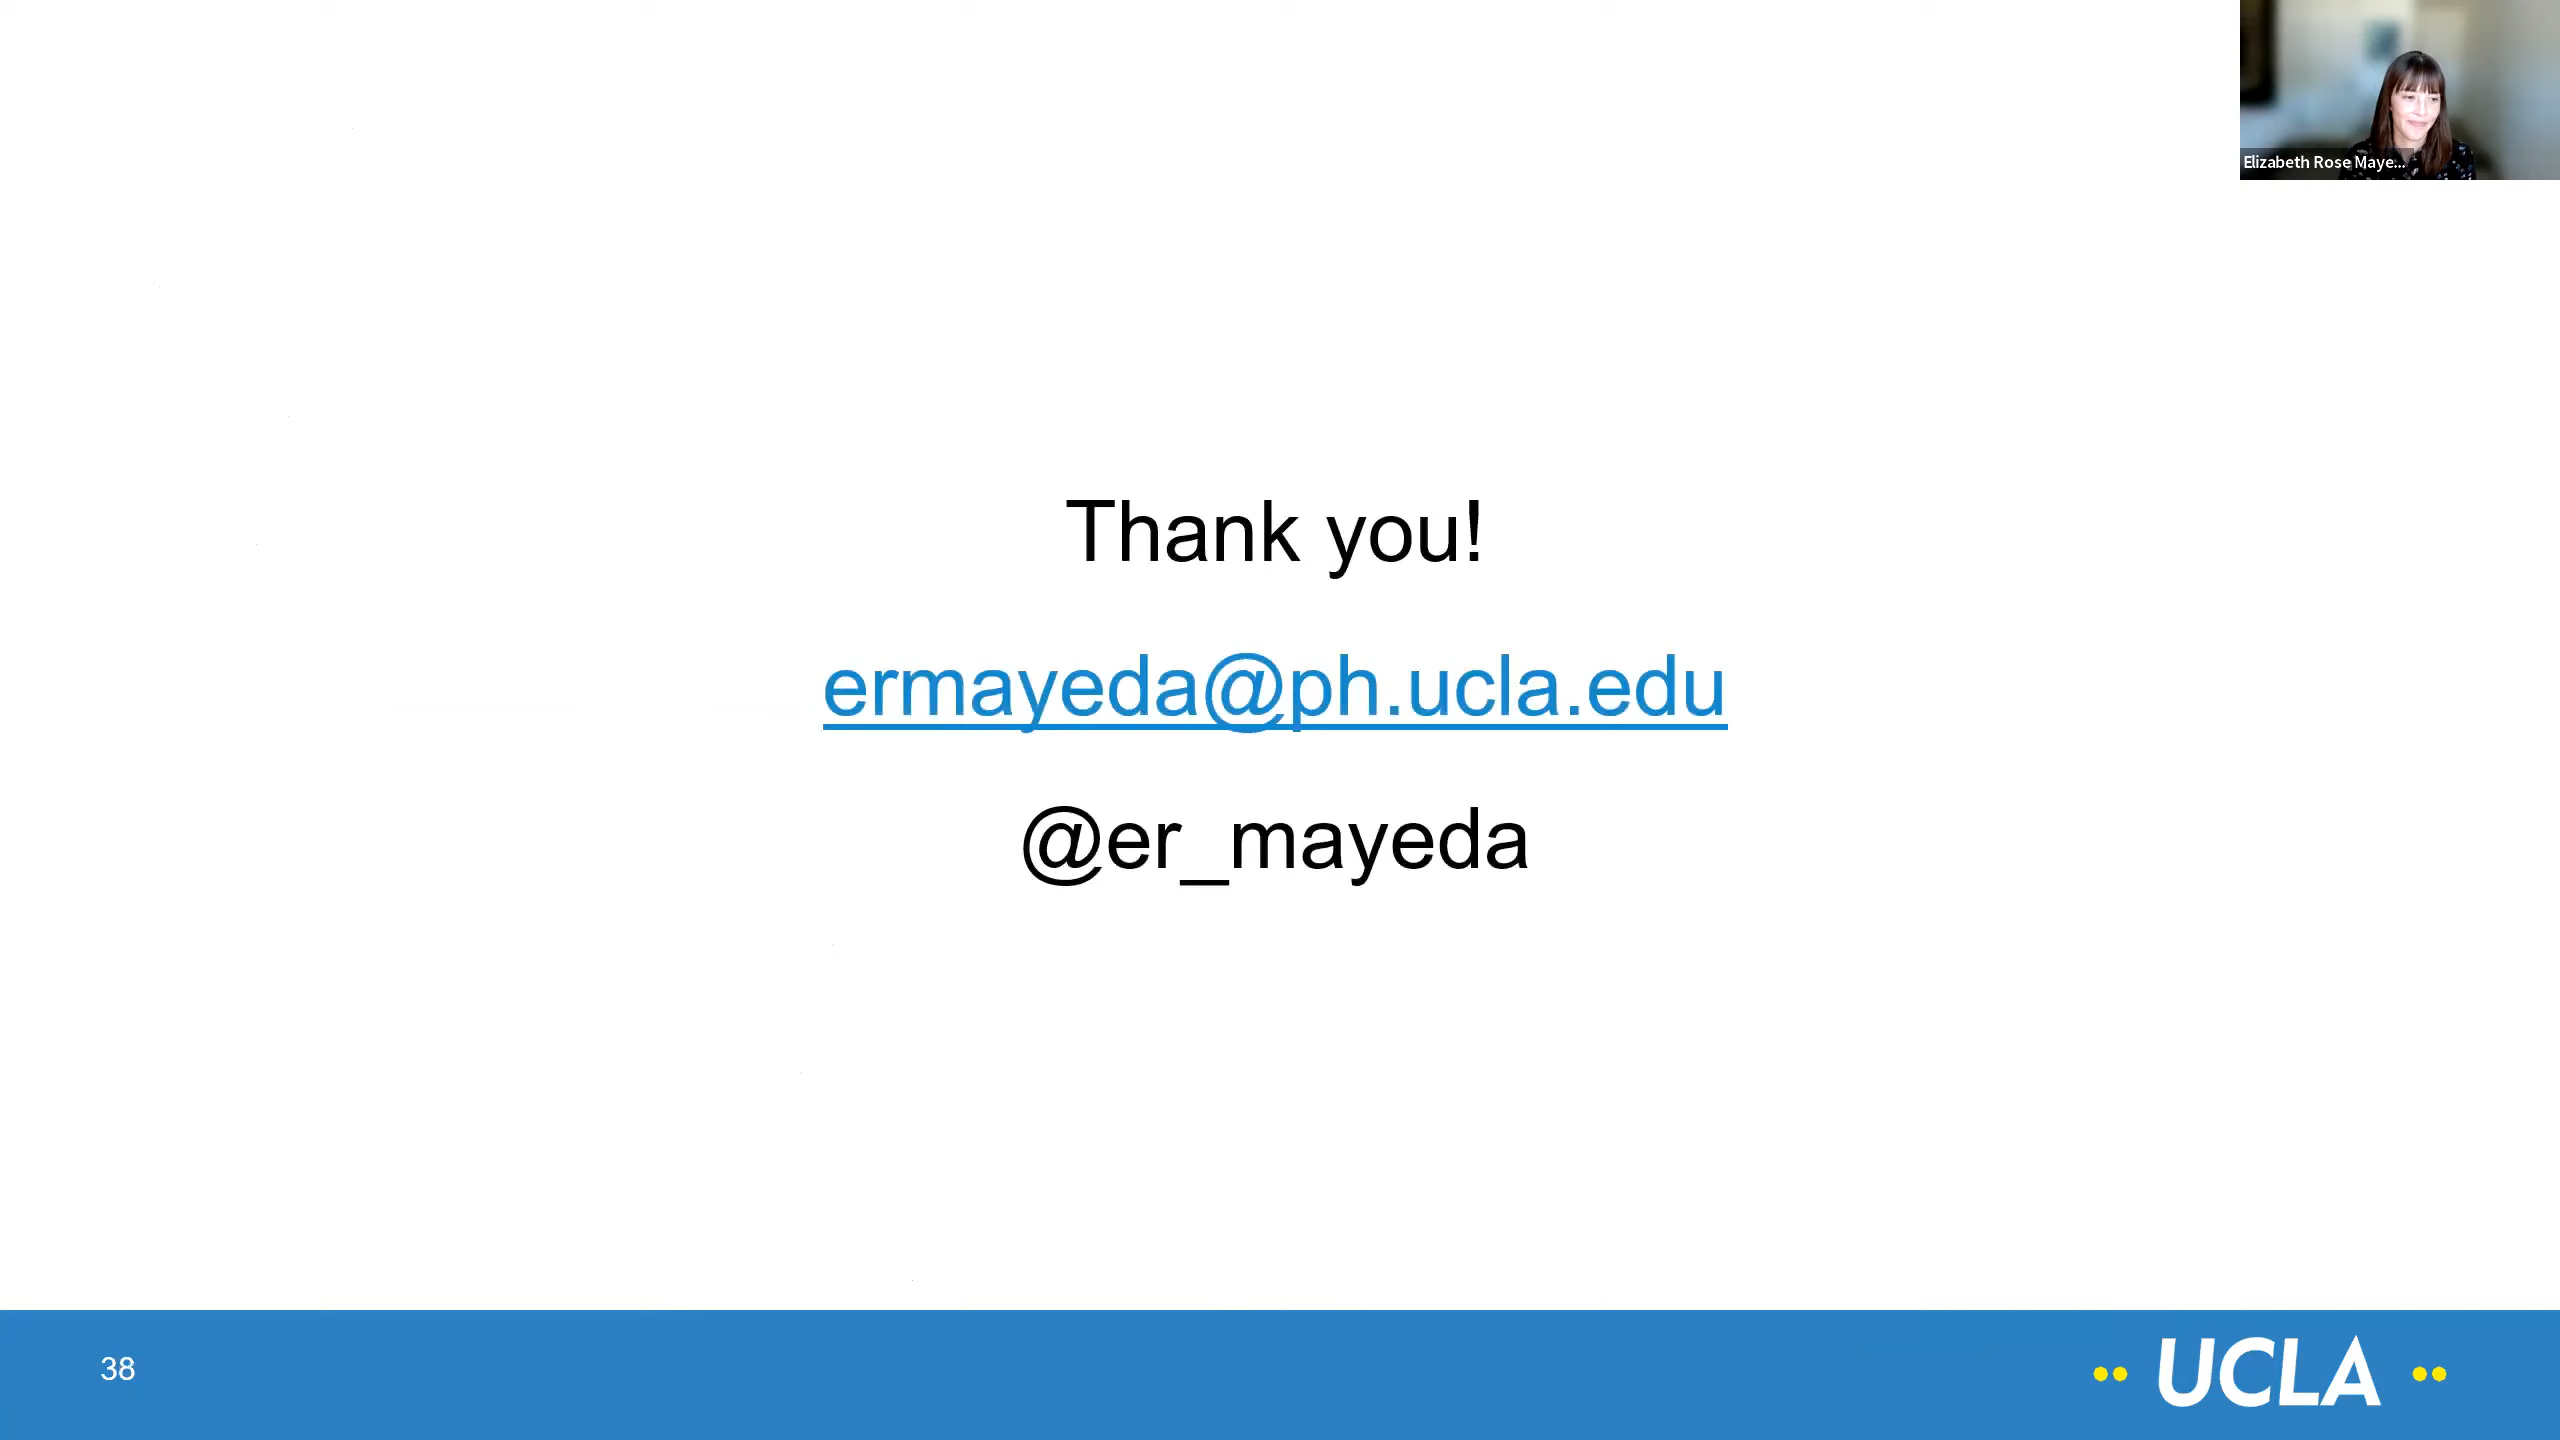 Elizabeth Rose Maye...
Thank you!
ermayeda@ph.ucla.edu
@er_mayeda
38
UCLA